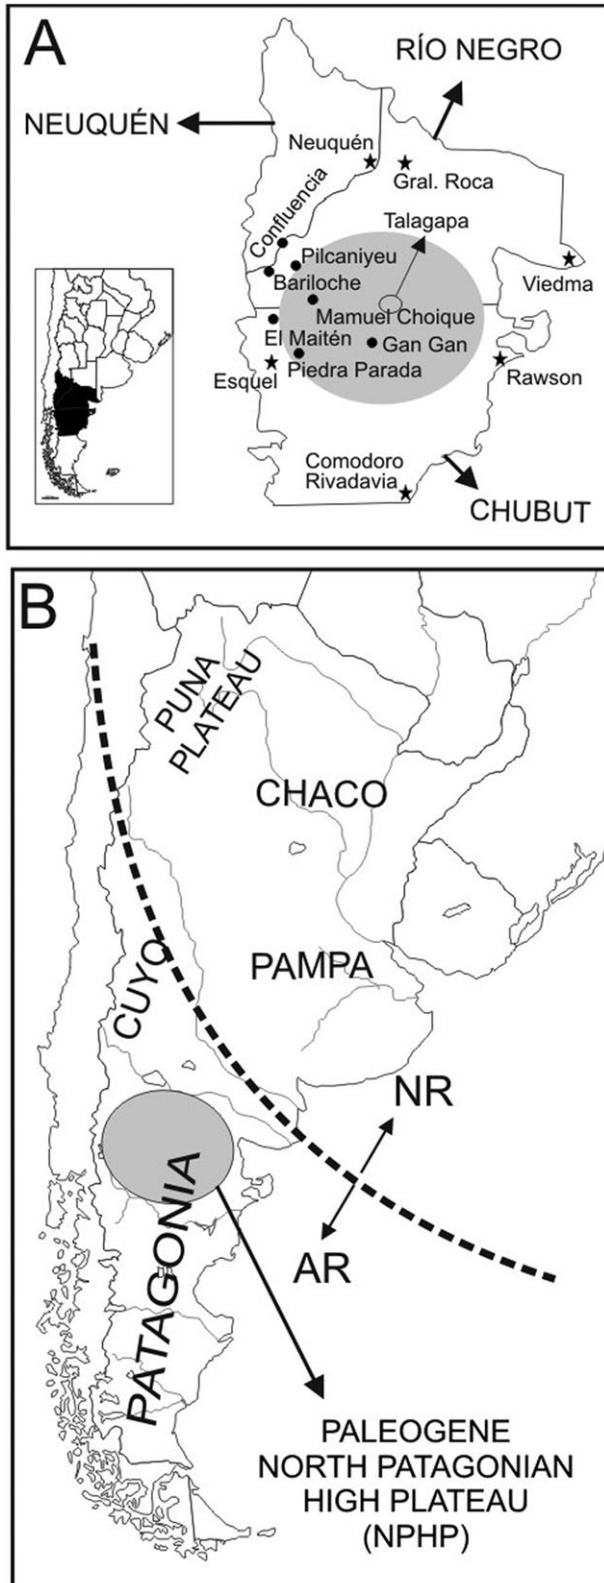 A
RÍO NEGRO
NEUQUÉN
Neuquén
Gral. Roca
Confluencia
Talagapa
Pilcaniyeu
Bariloche
Viedma
Mamuel Choique
El Maitén
Gan Gan
Esquel
Piedra Parada
Rawson
Comodoro
Rivadavia
CHUBUT
B
PUNA
PLATEAU
CHACO
CUYO
PAMPA
NR
AR
PATAGONIA
PALEOGENE
NORTH PATAGONIAN
HIGH PLATEAU
(NPHP)